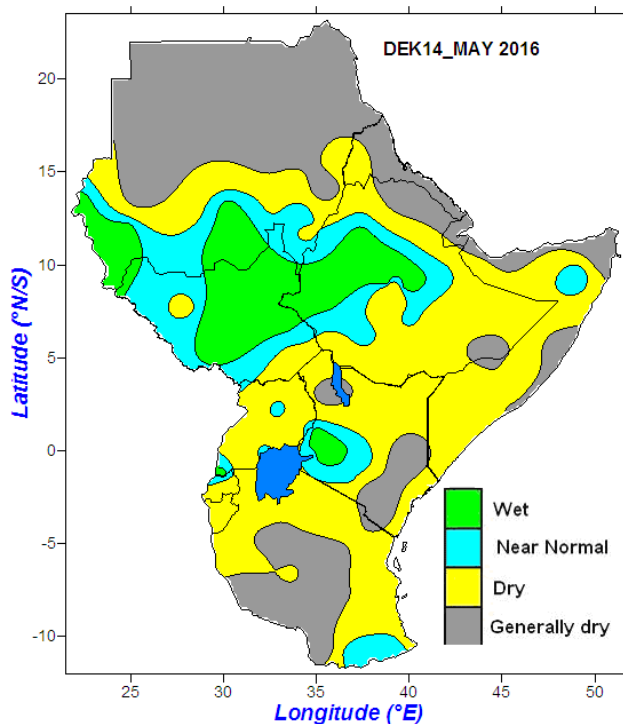 DEK14_MAY 2016
20
15
10
5
0
-5
-10
Latitude (°N/S)
25
30
35
40
45
50
Longitude (°E)
Wet
Near Normal
Dry
Generally dry